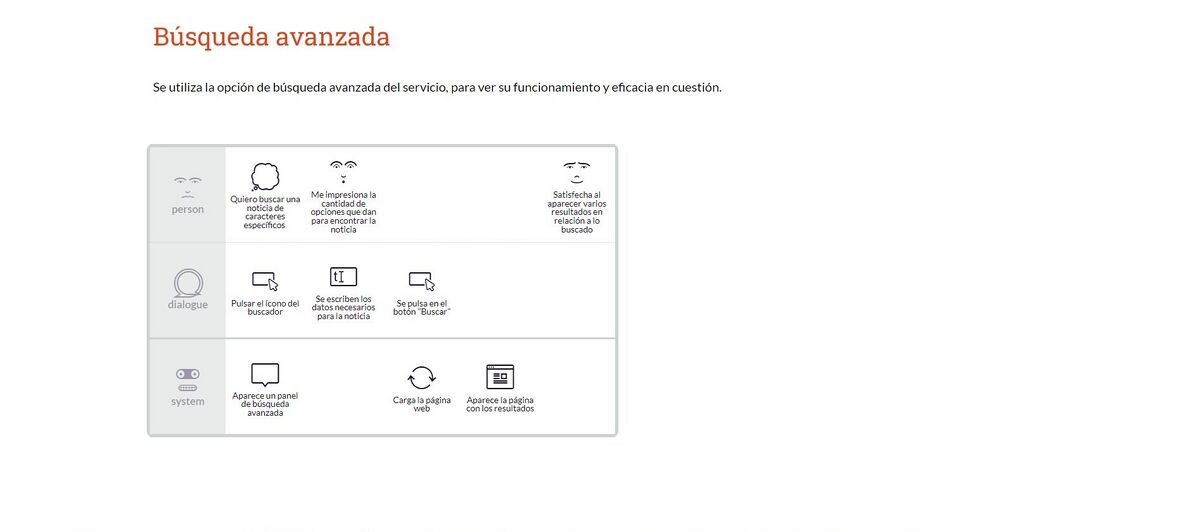 Búsqueda avanzada
Se utiliza la opción de búsqueda avanzada del servicio, para ver su funcionamiento y eficacia en cuestión.
person
Quiero buscar una
noticia de
caracteres
específicos
Me impresiona la
cantidad de
opciones que dan
para encontrar la
noticia
Satisfecha al
aparecer varios
resultados en
relación a lo
buscado
dialogue
Pulsar el ícono del
buscador
tI
Se escriben los
datos necesarios
para la noticia
Se pulsa en el
botón "Buscar"
system
Aparece un panel
de búsqueda
avanzada
Carga la página
web
Aparece la página
con los resultados